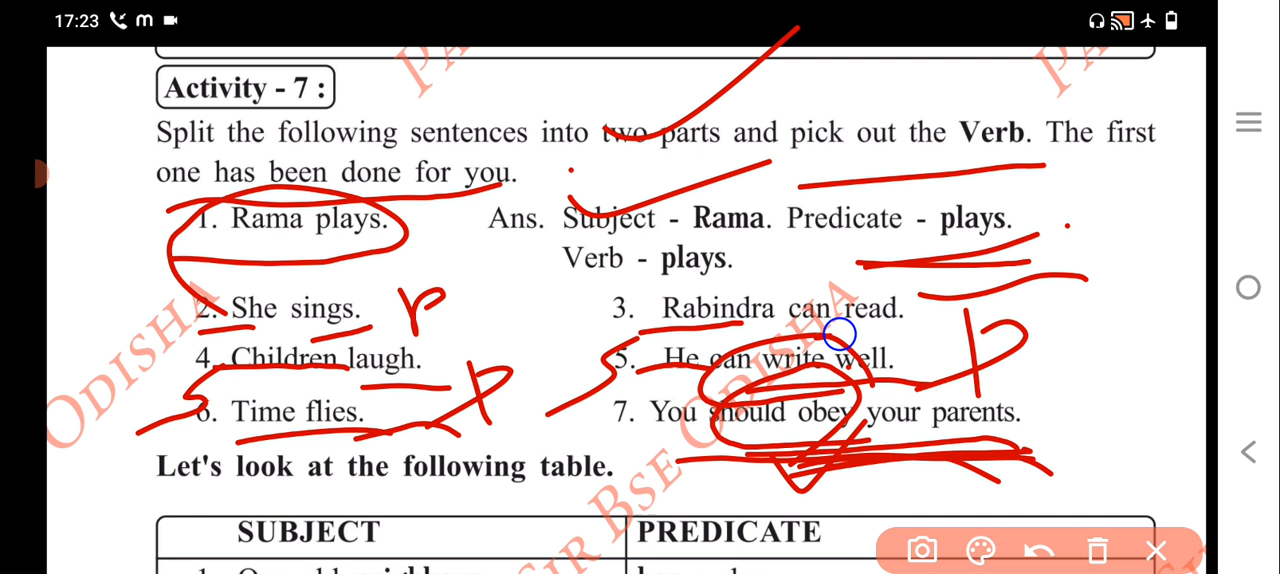 17:23
Activity - 7 :
Split the following sentences into two parts and pick out the Verb. The first
one has been done for you.
1. Rama plays. Ans. Subject - Rama. Predicate - plays.
Verb - plays.
2. She sings. 3. Rabindra can read.
4. Children laugh. 5. He can write well.
6. Time flies. 7. You should obey your parents.
Let's look at the following table.
SUBJECT PREDICATE
ODISHA
SIR BSE ODISHA